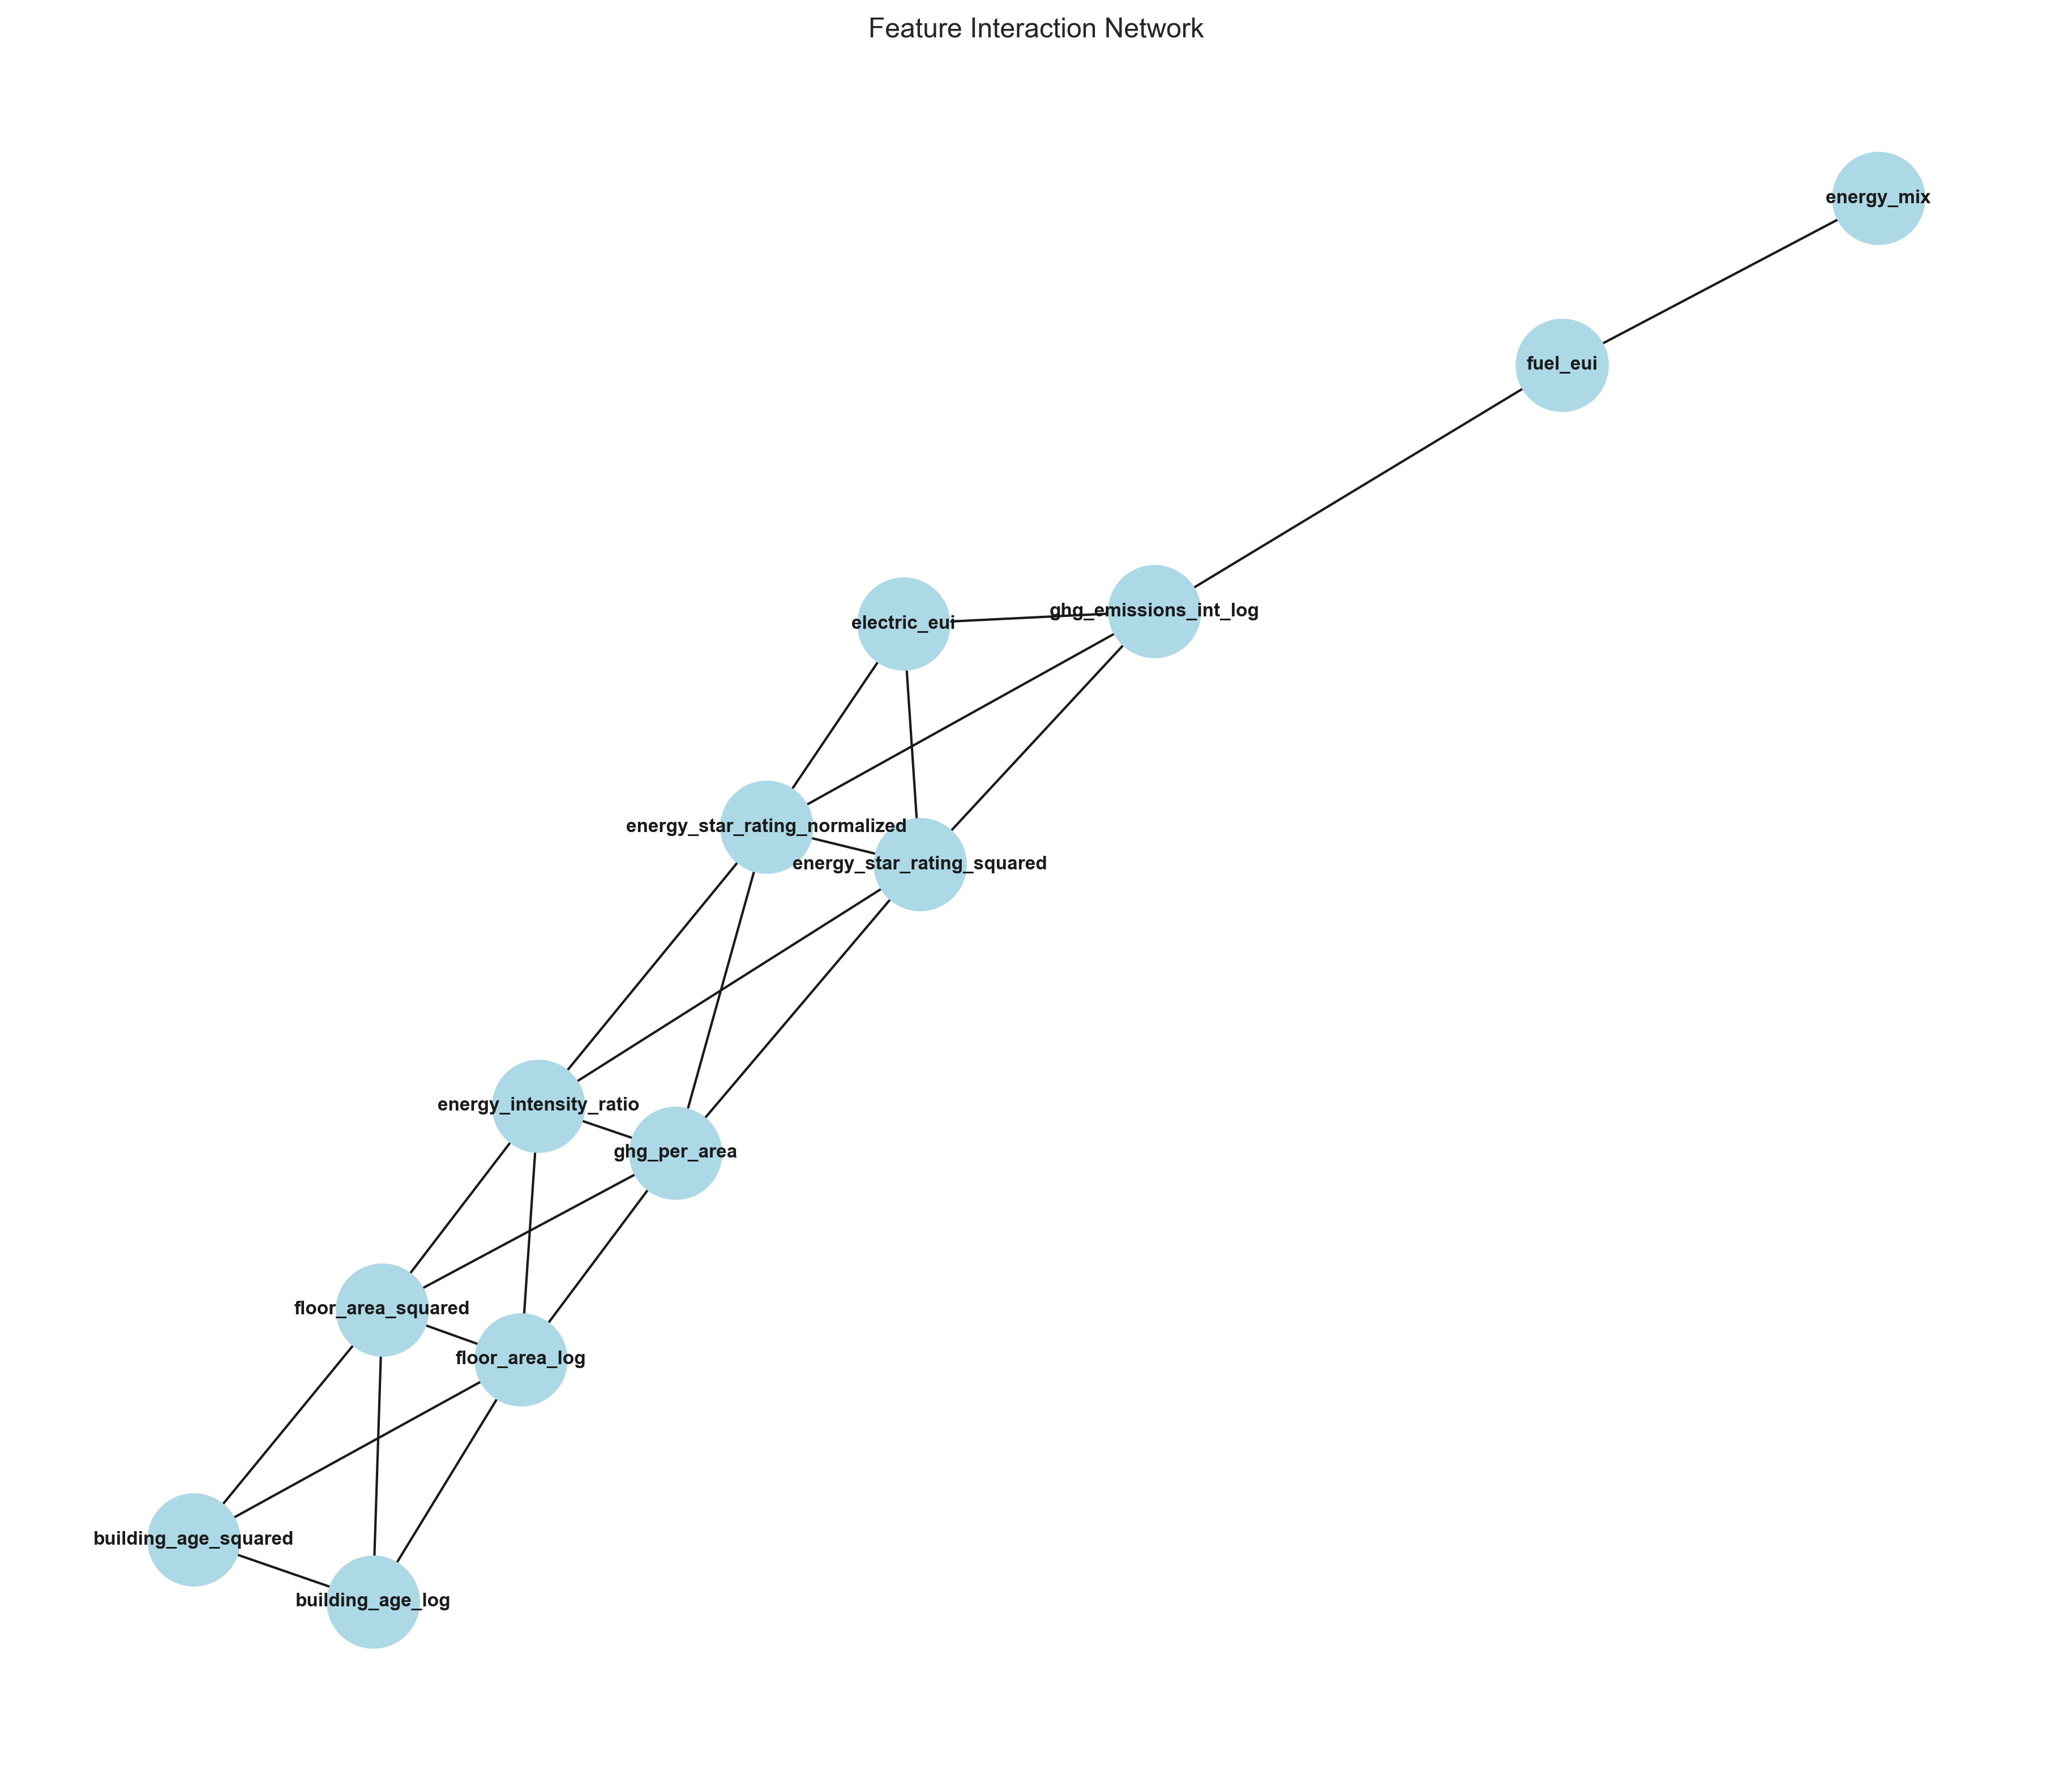 Feature Interaction Network
energy_mix
fuel_eui
ghg_emissions_int_log
electric_eui
energy_star_rating_normalized
energy_star_rating_squared
energy_intensity_ratio
ghg_per_area
floor_area_squared
floor_area_log
building_age_squared
building_age_log